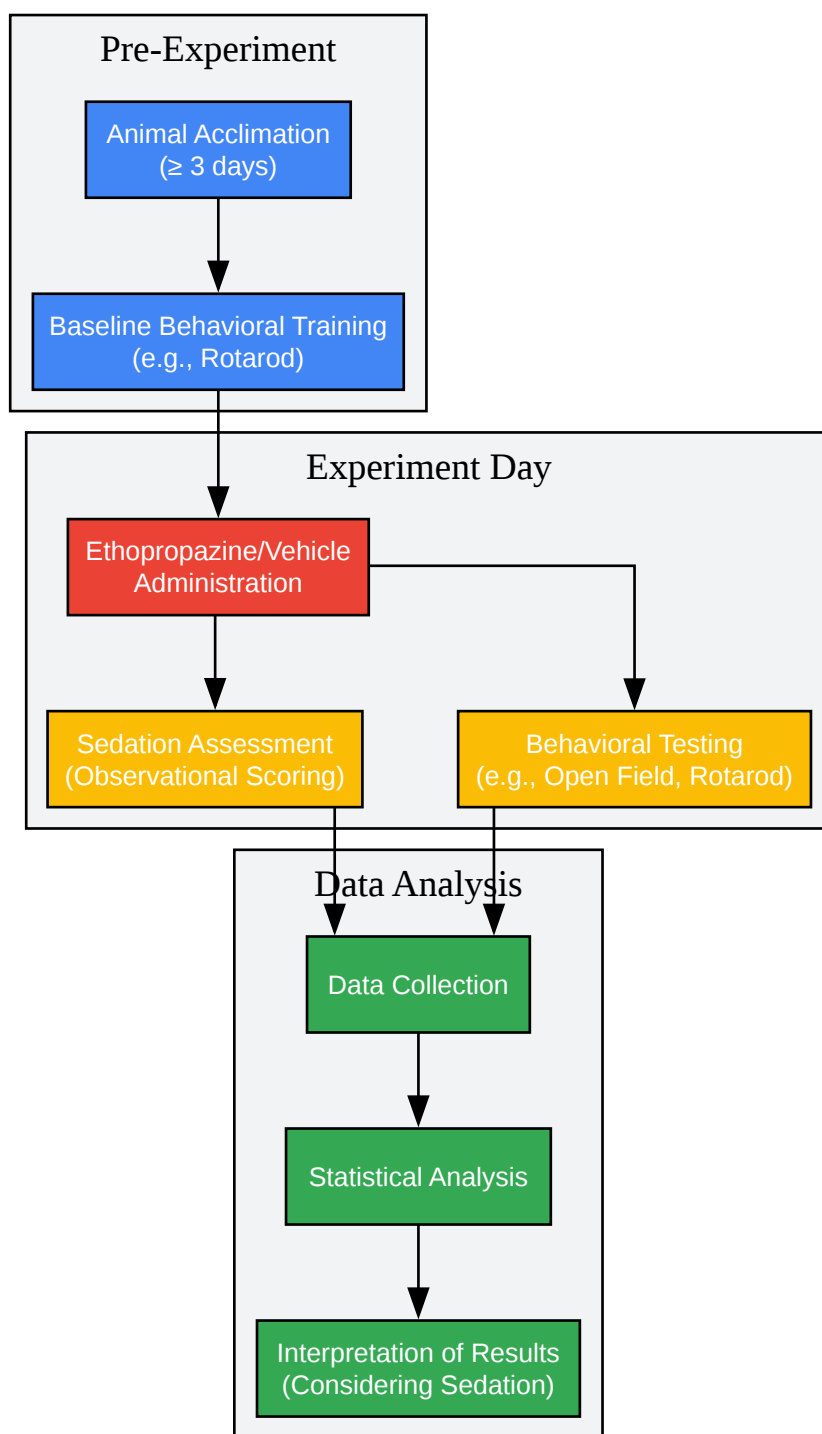 Pre-Experiment
Animal Acclimation
(≥ 3 days)
Baseline Behavioral Training
(e.g., Rotarod)
Experiment Day
Ethopropazine/Vehicle
Administration
Sedation Assessment
(Observational Scoring)
Behavioral Testing
(e.g., Open Field, Rotarod)
Data Analysis
Data Collection
Statistical Analysis
Interpretation of Results
(Considering Sedation)